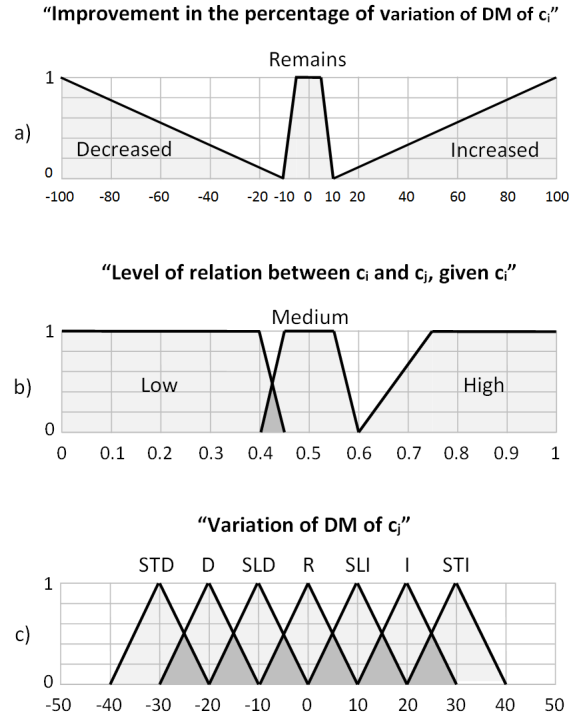 “Improvement in the percentage of variation of DM of cᵢ”
Remains
1
a)
Decreased
Increased
0
-100 -80 -60 -40 -20 -10 0 10 20 40 60 80 100
“Level of relation between cᵢ and cⱼ, given cᵢ”
Medium
1
b)
Low
High
0
0 0.1 0.2 0.3 0.4 0.5 0.6 0.7 0.8 0.9 1
“Variation of DM of cⱼ”
STD D SLD R SLI I STI
1
c)
0
-50 -40 -30 -20 -10 0 10 20 30 40 50